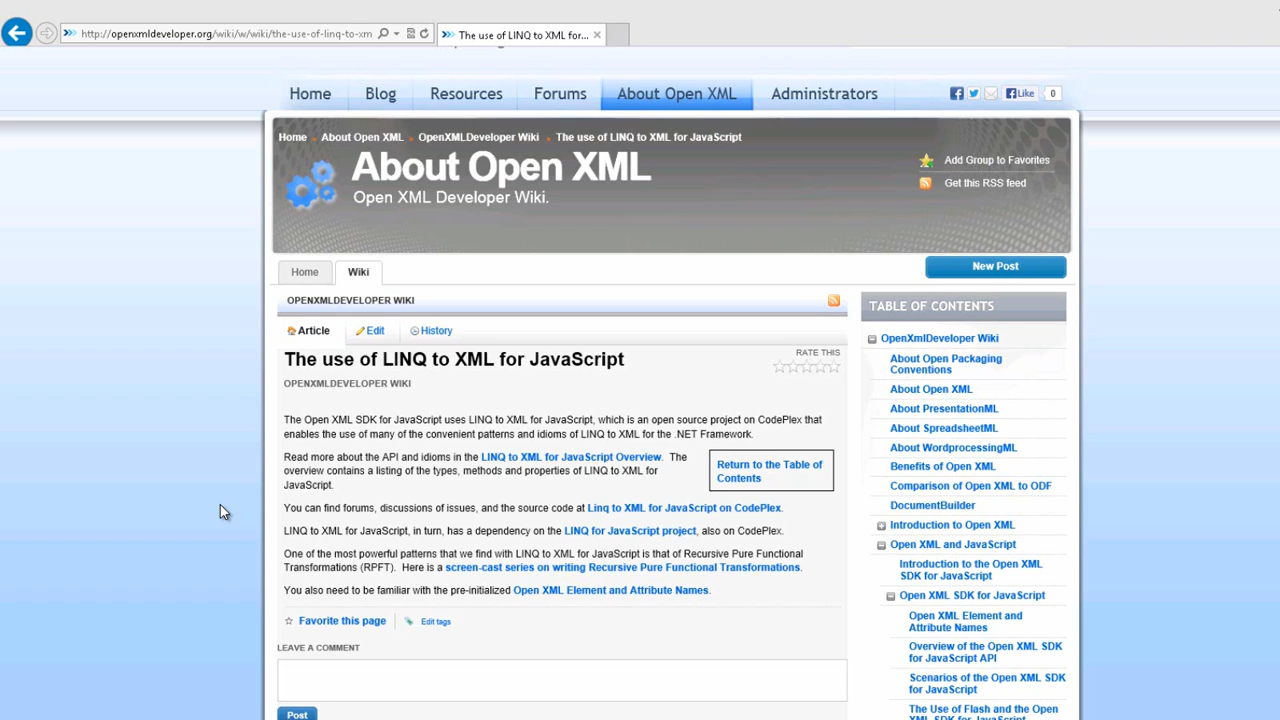 http://openxmldeveloper.org/wiki/w/wiki/the-use-of-linq-to-xm
The use of LINQ to XML for...
Home Blog Resources Forums About Open XML Administrators Like 0
Home About Open XML OpenXMLDeveloper Wiki The use of LINQ to XML for JavaScript
About Open XML
Open XML Developer Wiki.
Add Group to Favorites
Get this RSS feed
Home Wiki
New Post
OPENXMLDEVELOPER WIKI
Article Edit History
The use of LINQ to XML for JavaScript
RATE THIS
OPENXMLDEVELOPER WIKI
The Open XML SDK for JavaScript uses LINQ to XML for JavaScript, which is an open source project on CodePlex that
enables the use of many of the convenient patterns and idioms of LINQ to XML for the .NET Framework.
Read more about the API and idioms in the LINQ to XML for JavaScript Overview. The
overview contains a listing of the types, methods and properties of LINQ to XML for
JavaScript.
Return to the Table of
Contents
You can find forums, discussions of issues, and the source code at Linq to XML for JavaScript on CodePlex.
LINQ to XML for JavaScript, in turn, has a dependency on the LINQ for JavaScript project, also on CodePlex.
One of the most powerful patterns that we find with LINQ to XML for JavaScript is that of Recursive Pure Functional
Transformations (RPFT). Here is a screen-cast series on writing Recursive Pure Functional Transformations.
You also need to be familiar with the pre-initialized Open XML Element and Attribute Names.
Favorite this page Edit tags
LEAVE A COMMENT
Post
TABLE OF CONTENTS
OpenXmlDeveloper Wiki
About Open Packaging
Conventions
About Open XML
About PresentationML
About SpreadsheetML
About WordprocessingML
Benefits of Open XML
Comparison of Open XML to ODF
DocumentBuilder
Introduction to Open XML
Open XML and JavaScript
Introduction to the Open XML
SDK for JavaScript
Open XML SDK for JavaScript
Open XML Element and
Attribute Names
Overview of the Open XML SDK
for JavaScript API
Scenarios of the Open XML SDK
for JavaScript
The Use of Flash and the Open
XML SDK for JavaScript